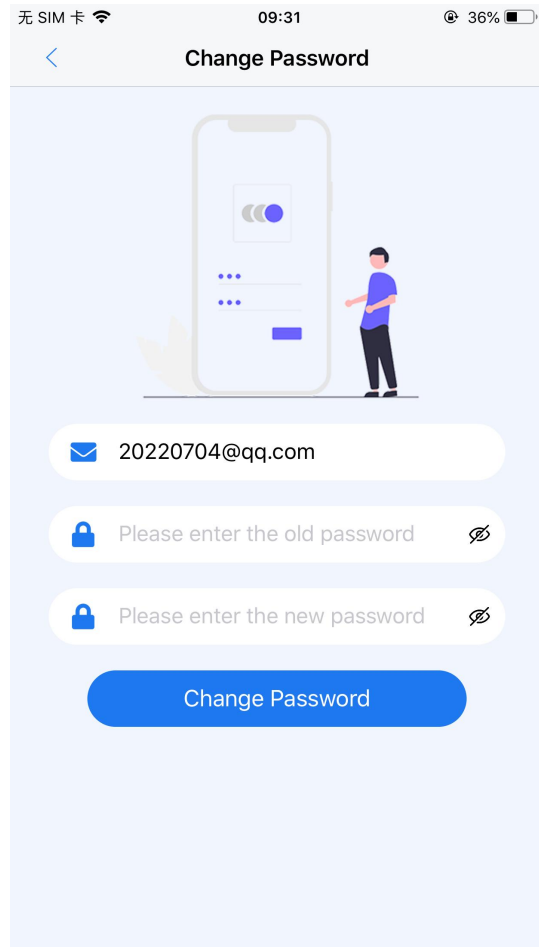 无 SIM 卡
09:31
36%
Change Password
20220704@qq.com
Please enter the old password
Please enter the new password
Change Password